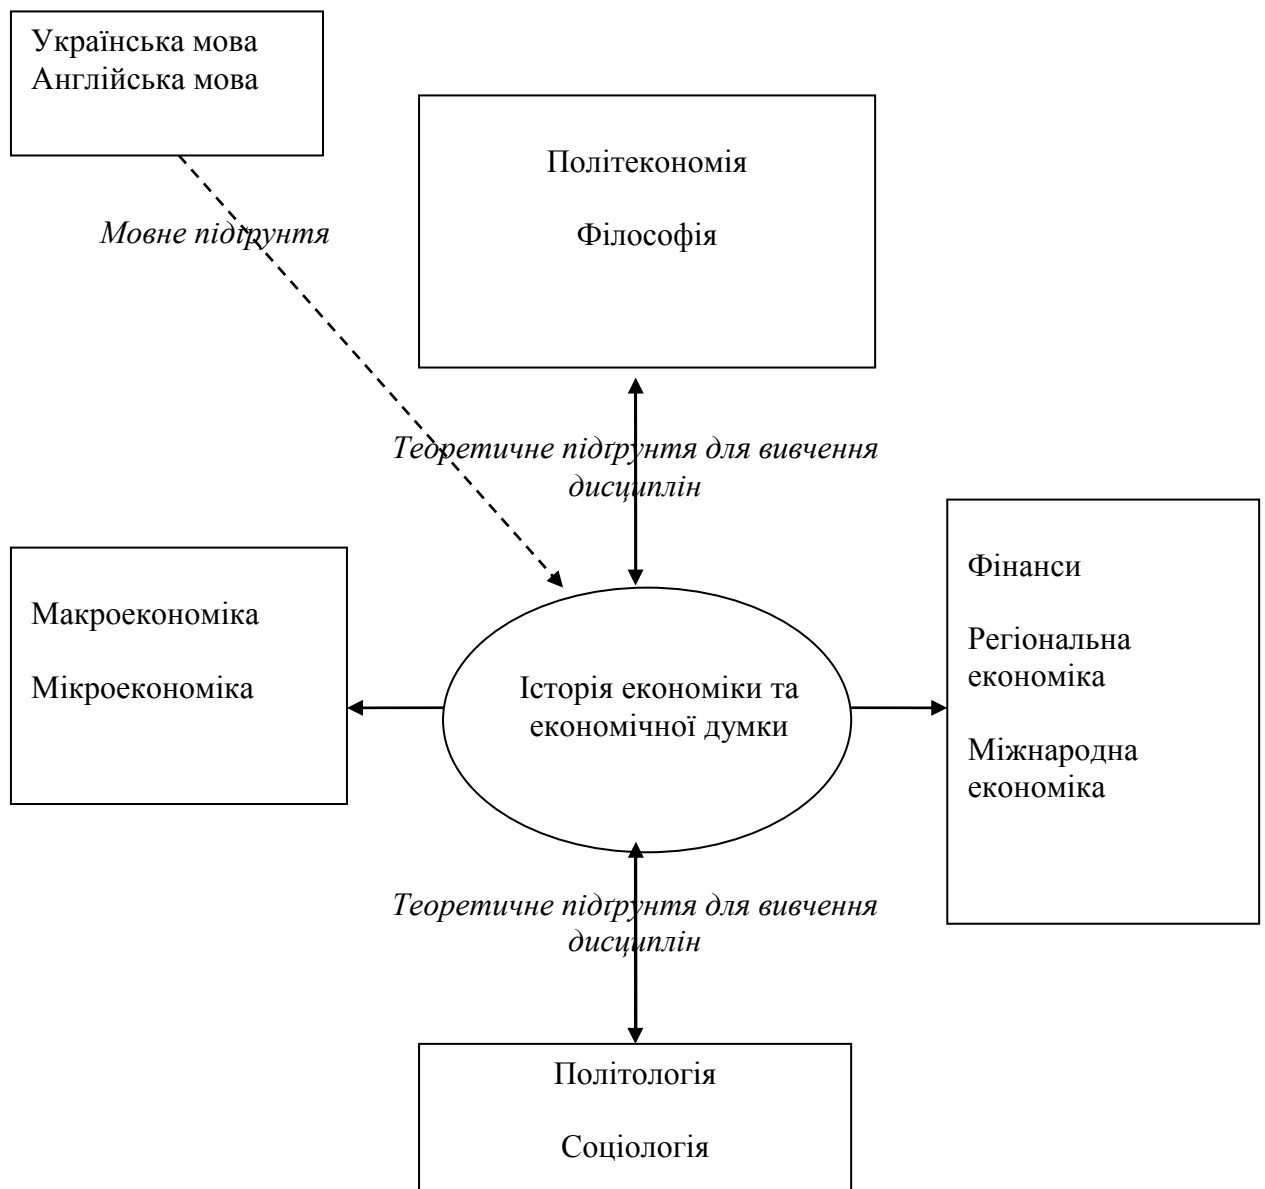 Українська мова
Англійська мова
Політекономія
Філософія
Мовне підґрунтя
Теоретичне підґрунтя для вивчення
дисциплін
Макроекономіка
Мікроекономіка
Історія економіки та
економічної думки
Фінанси
Регіональна
економіка
Міжнародна
економіка
Теоретичне підґрунтя для вивчення
дисциплін
Політологія
Соціологія